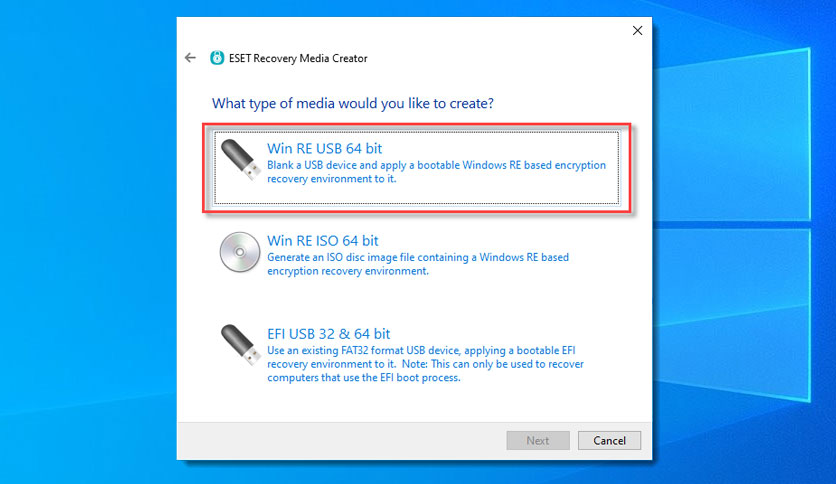 ESET Recovery Media Creator
What type of media would you like to create?
Win RE USB 64 bit
Blank a USB device and apply a bootable Windows RE based encryption
recovery environment to it.
Win RE ISO 64 bit
Generate an ISO disc image file containing a Windows RE based
encryption recovery environment.
EFI USB 32 & 64 bit
Use an existing FAT32 format USB device, applying a bootable EFI
recovery environment to it.  Note: This can only be used to recover
computers that use the EFI boot process.
Next
Cancel